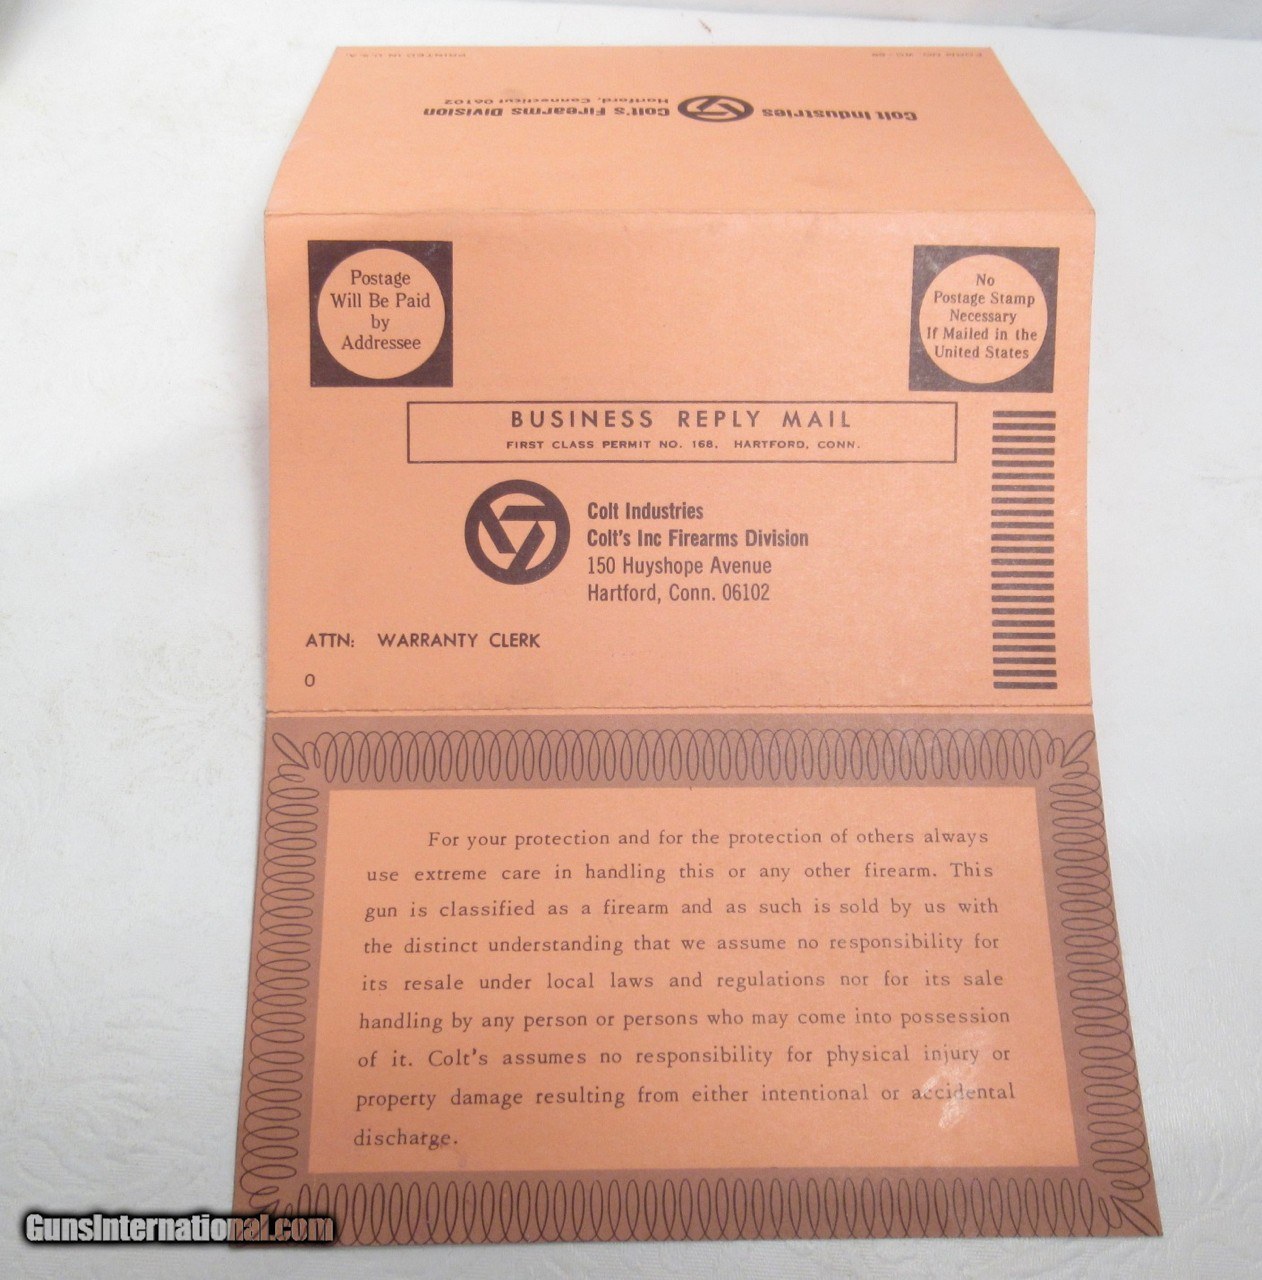 PRINTED IN U.S.A.
Colt Industries
Colt's Firearms Division
Hartford, Connecticut 06102
Postage
Will Be Paid
by
Addressee
No
Postage Stamp
Necessary
If Mailed in the
United States
BUSINESS REPLY MAIL
FIRST CLASS PERMIT NO. 168, HARTFORD, CONN.
Colt Industries
Colt's Inc Firearms Division
150 Huyshope Avenue
Hartford, Conn. 06102
ATTN: WARRANTY CLERK
0
For your protection and for the protection of others always
use extreme care in handling this or any other firearm. This
gun is classified as a firearm and as such is sold by us with
the distinct understanding that we assume no responsibility for
its resale under local laws and regulations nor for its sale
handling by any person or persons who may come into possession
of it. Colt's assumes no responsibility for physical injury or
property damage resulting from either intentional or accidental
discharge.
GunsInternational.com